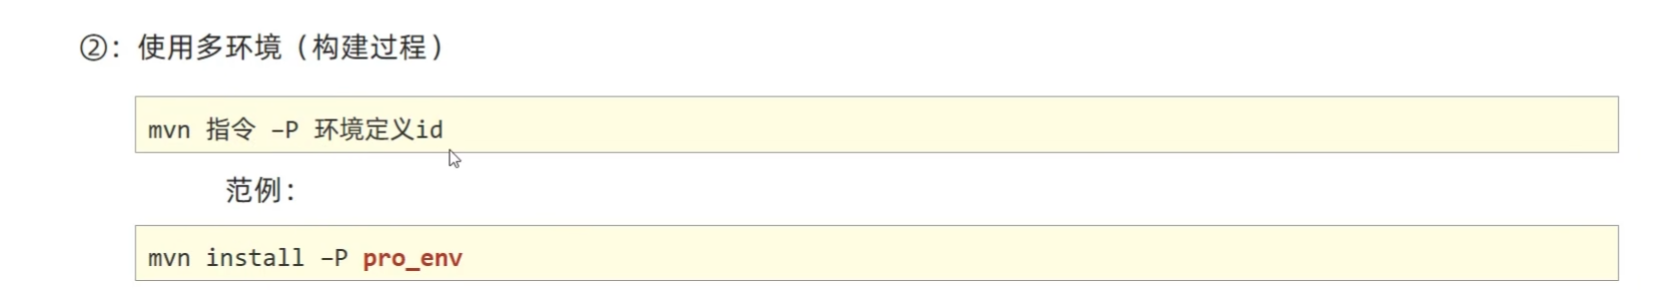 ②：使用多环境（构建过程）
mvn 指令 –P 环境定义id
范例：
mvn install –P pro_env